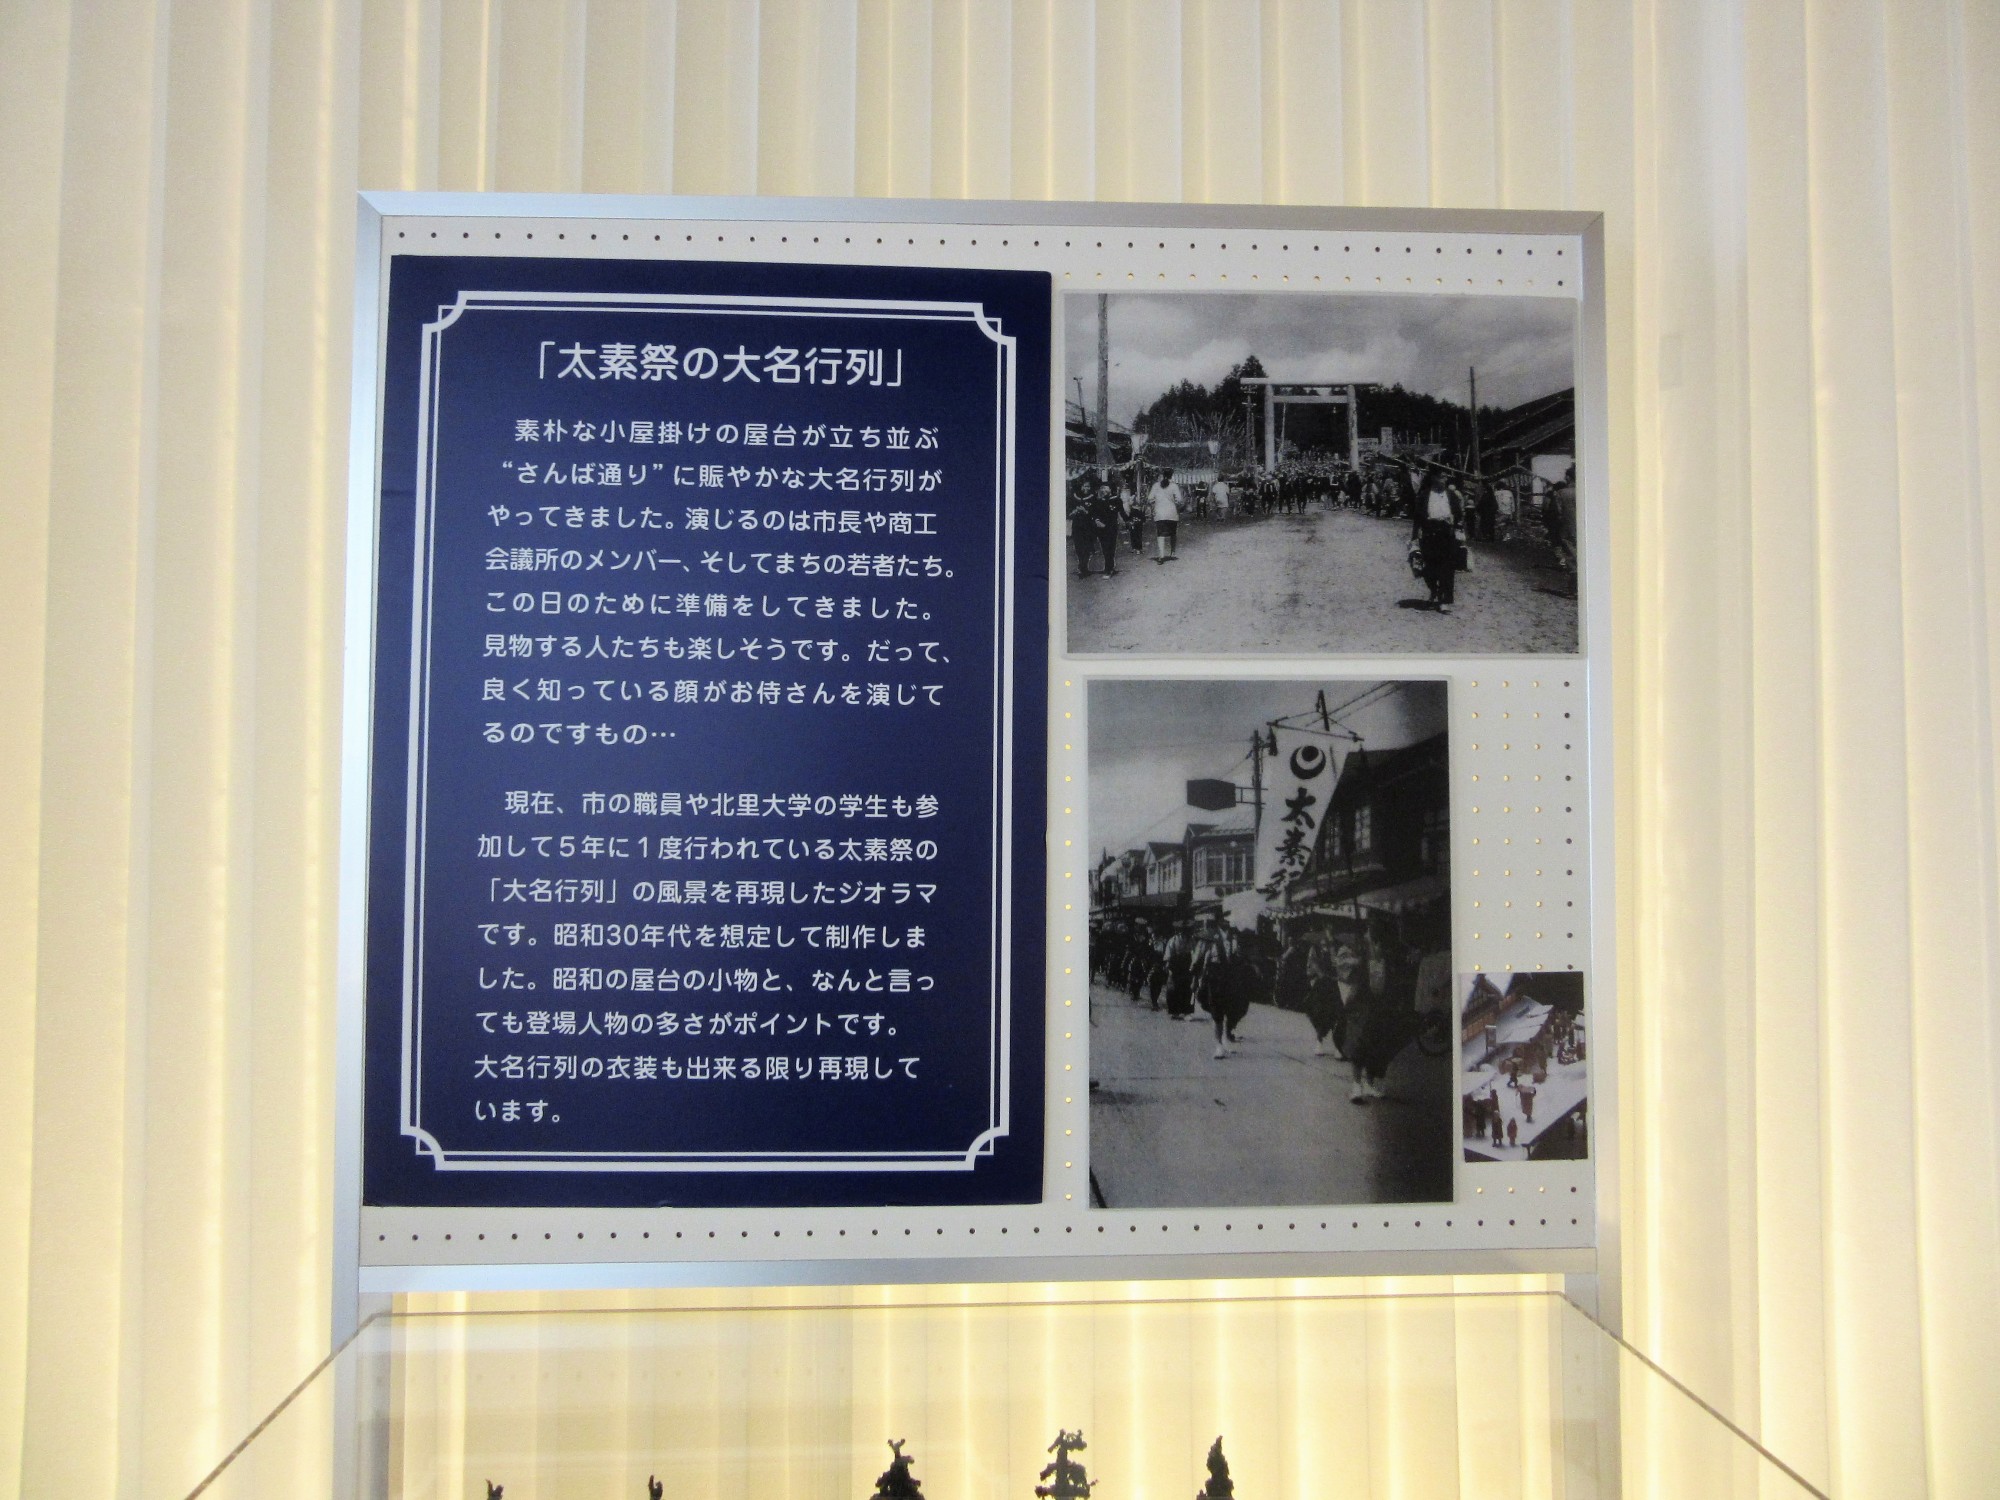 「太素祭の大名行列」
素朴な小屋掛けの屋台が立ち並ぶ
“さんば通り”に賑やかな大名行列が
やってきました。演じるのは市長や商工
会議所のメンバー、そしてまちの若者たち。
この日のために準備をしてきました。
見物する人たちも楽しそうです。だって、
良く知っている顔がお侍さんを演じて
るのですもの…
現在、市の職員や北里大学の学生も参
加して5年に1度行われている太素祭の
「大名行列」の風景を再現したジオラマ
です。昭和30年代を想定して制作しま
した。昭和の屋台の小物と、なんと言っ
ても登場人物の多さがポイントです。
大名行列の衣装も出来る限り再現して
います。
太素祭